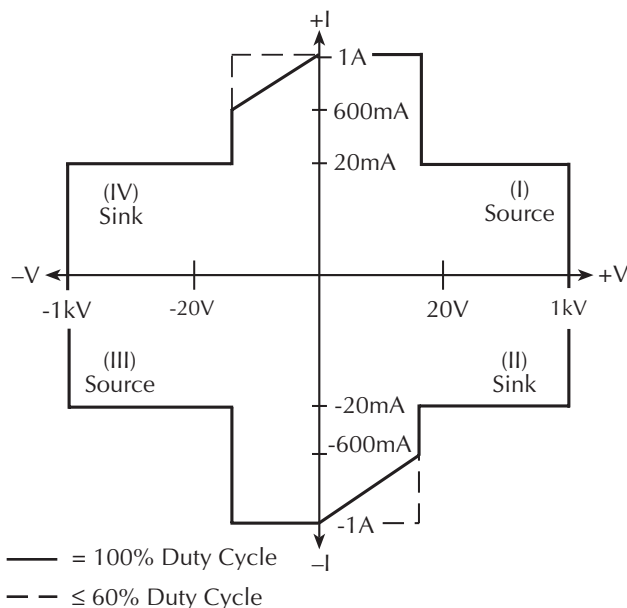 +I
1A
600mA
20mA
(IV)
Sink
(I)
Source
–V
+V
-1kV
-20V
20V
1kV
(III)
Source
(II)
Sink
-20mA
-600mA
-1A
–I
= 100% Duty Cycle
≤ 60% Duty Cycle